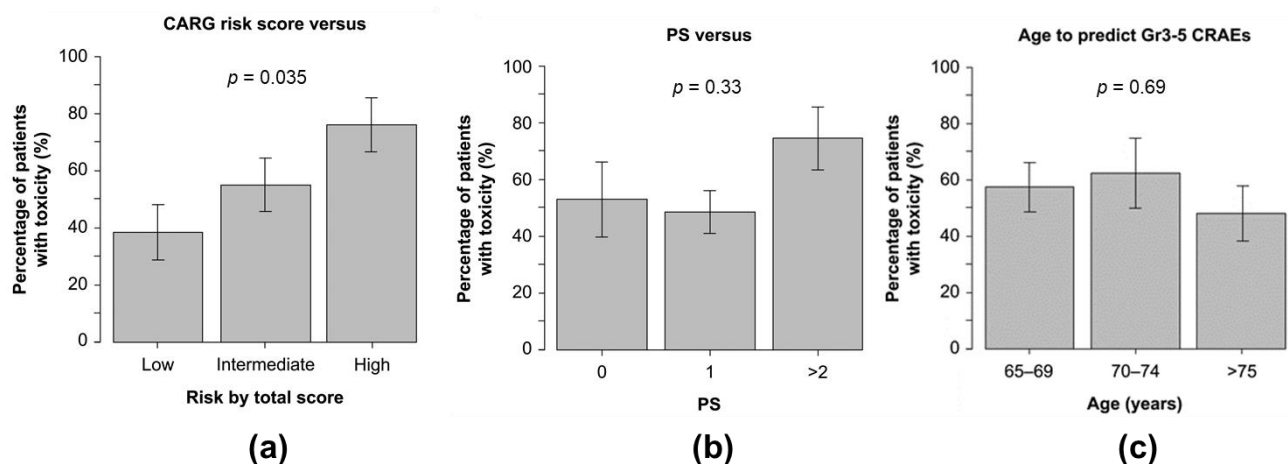 CARG risk score versus
p = 0.035
Percentage of patients
with toxicity (%)
100
80
60
40
20
0
Low Intermediate High
Risk by total score
(a)
PS versus
p = 0.33
Percentage of patients
with toxicity (%)
100
80
60
40
20
0
0 1 >2
PS
(b)
Age to predict Gr3-5 CRAEs
p = 0.69
Percentage of patients
with toxicity (%)
100
80
60
40
20
0
65–69 70–74 >75
Age (years)
(c)